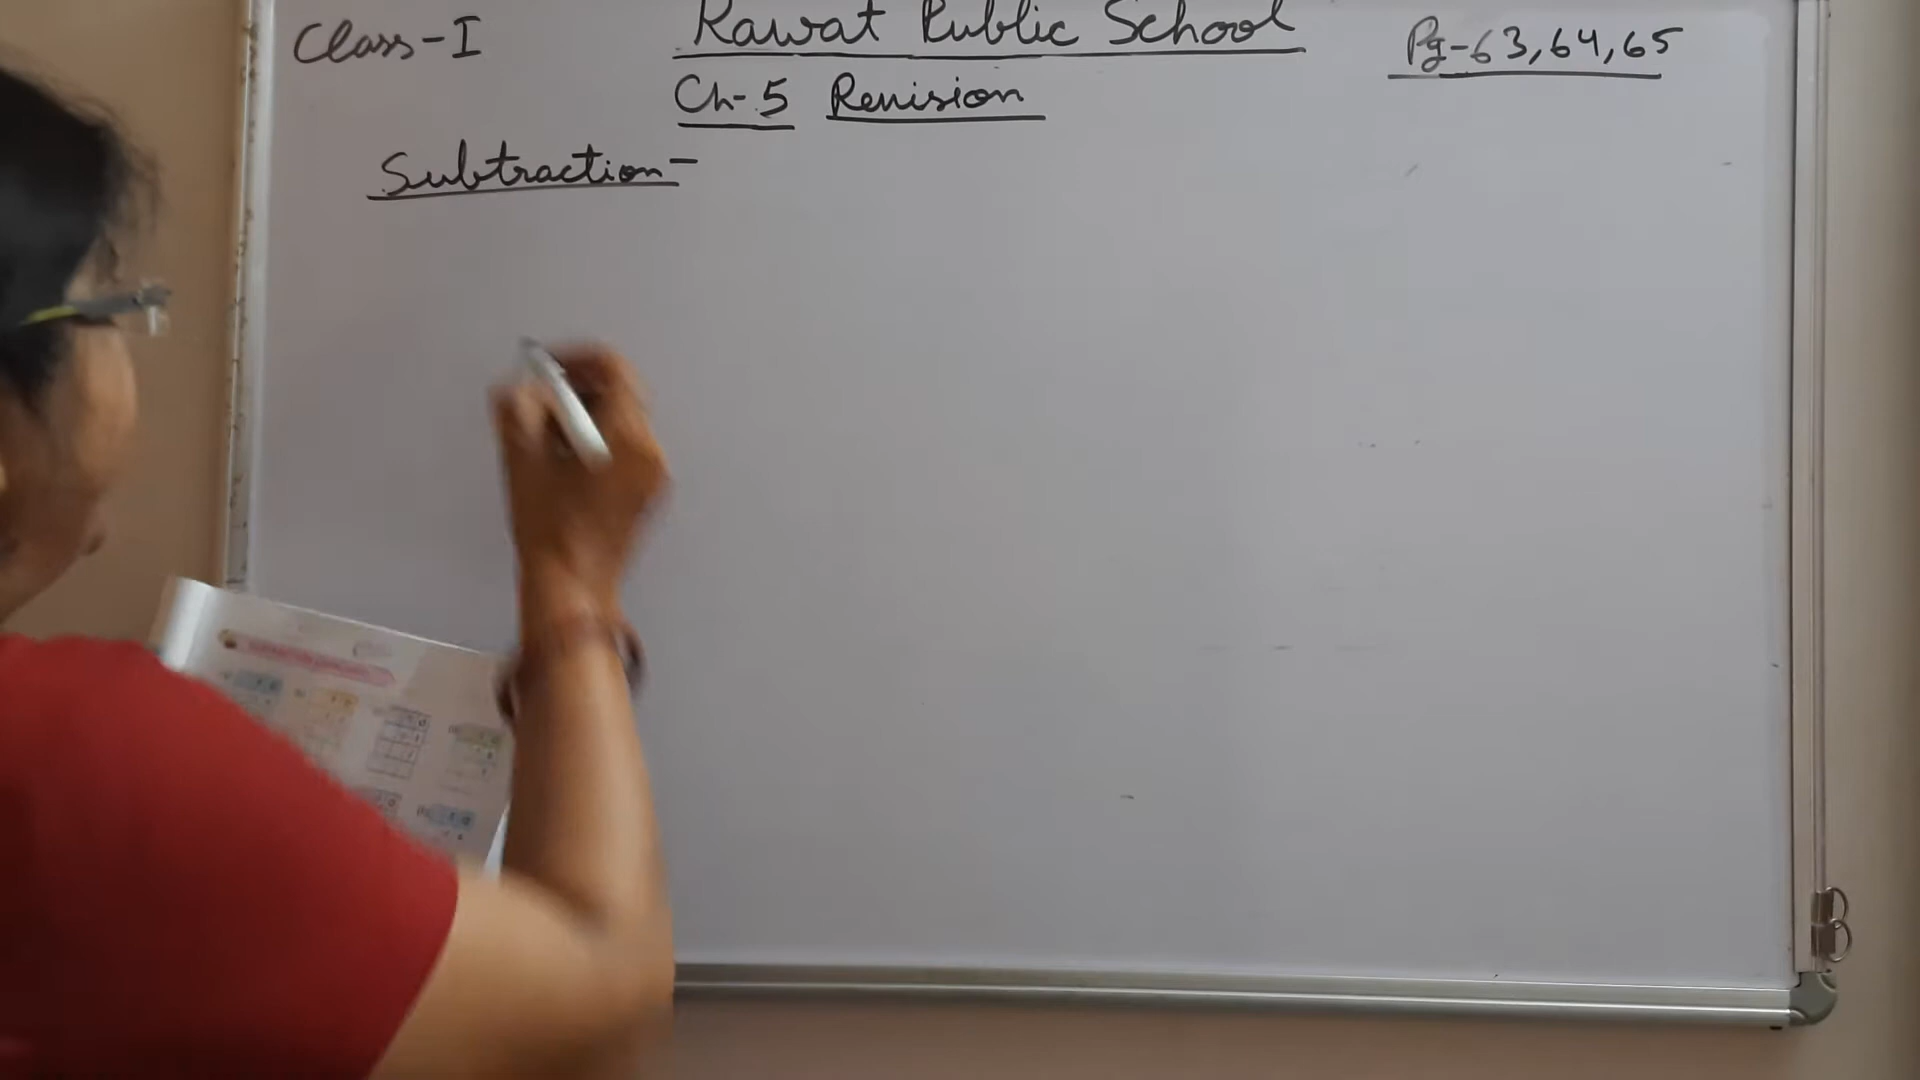 Class-I
Rawat Public School
Pg-63,64,65
Ch-5 Revision
Subtraction-